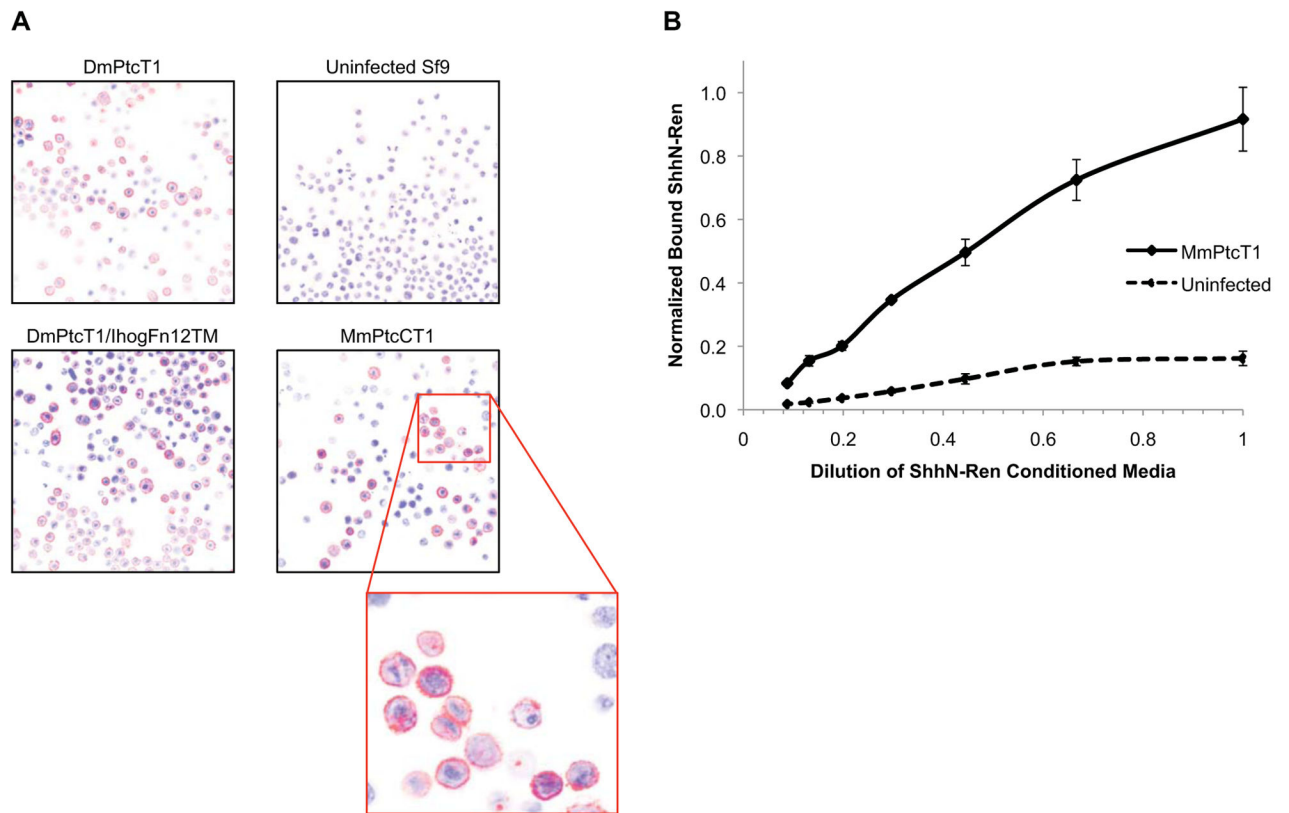 A
DmPtcT1
Uninfected Sf9
DmPtcT1/IhogFn12TM
MmPtcCT1
B
Normalized Bound ShhN-Ren
1.0
0.8
0.6
0.4
0.2
0.0
0
0.2
0.4
0.6
0.8
1
Dilution of ShhN-Ren Conditioned Media
MmPtcT1
Uninfected